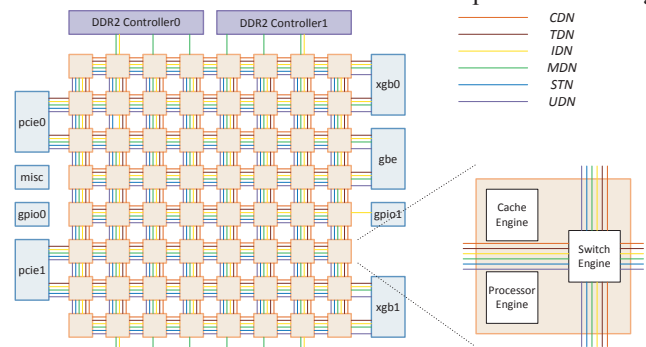 DDR2 Controller0
DDR2 Controller1
CDN
TDN
IDN
MDN
STN
UDN
xgb0
pcie0
gbe
misc
gpio0
gpio1
pcie1
xgb1
Cache
Engine
Switch
Engine
Processor
Engine